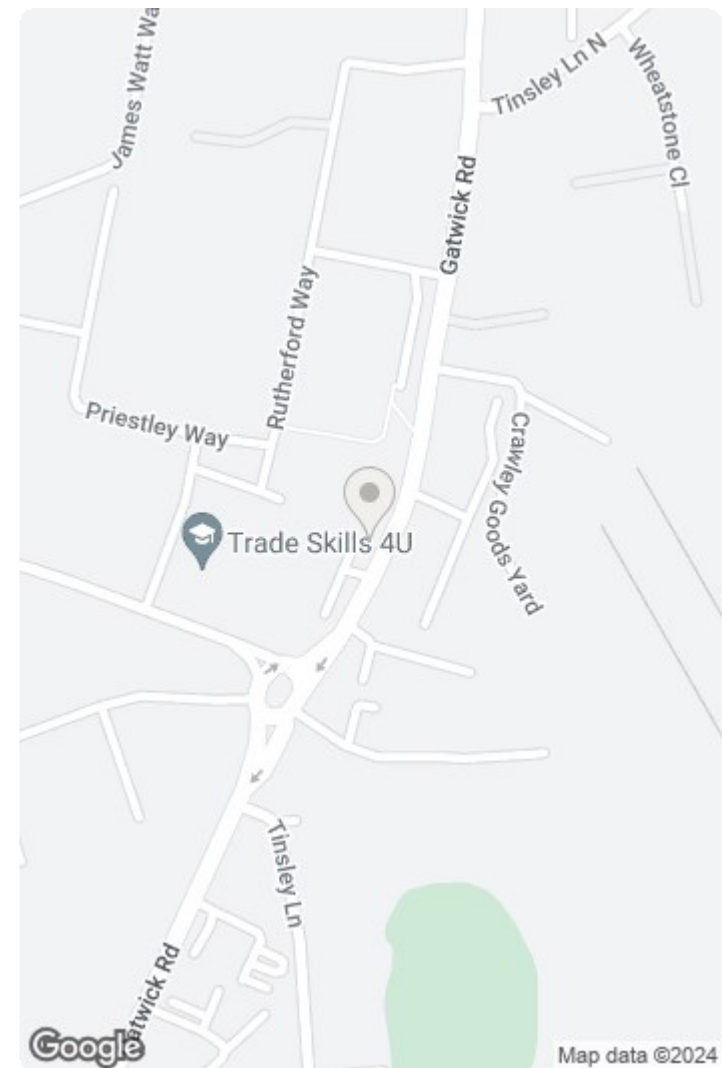 James Watt Wa
Tinsley Ln N
Wheatstone Cl
Gatwick Rd
Rutherford Way
Priestley Way
Crawley Goods Yard
Trade Skills 4U
Tinsley Ln
atwick Rd
Google
Map data ©2024